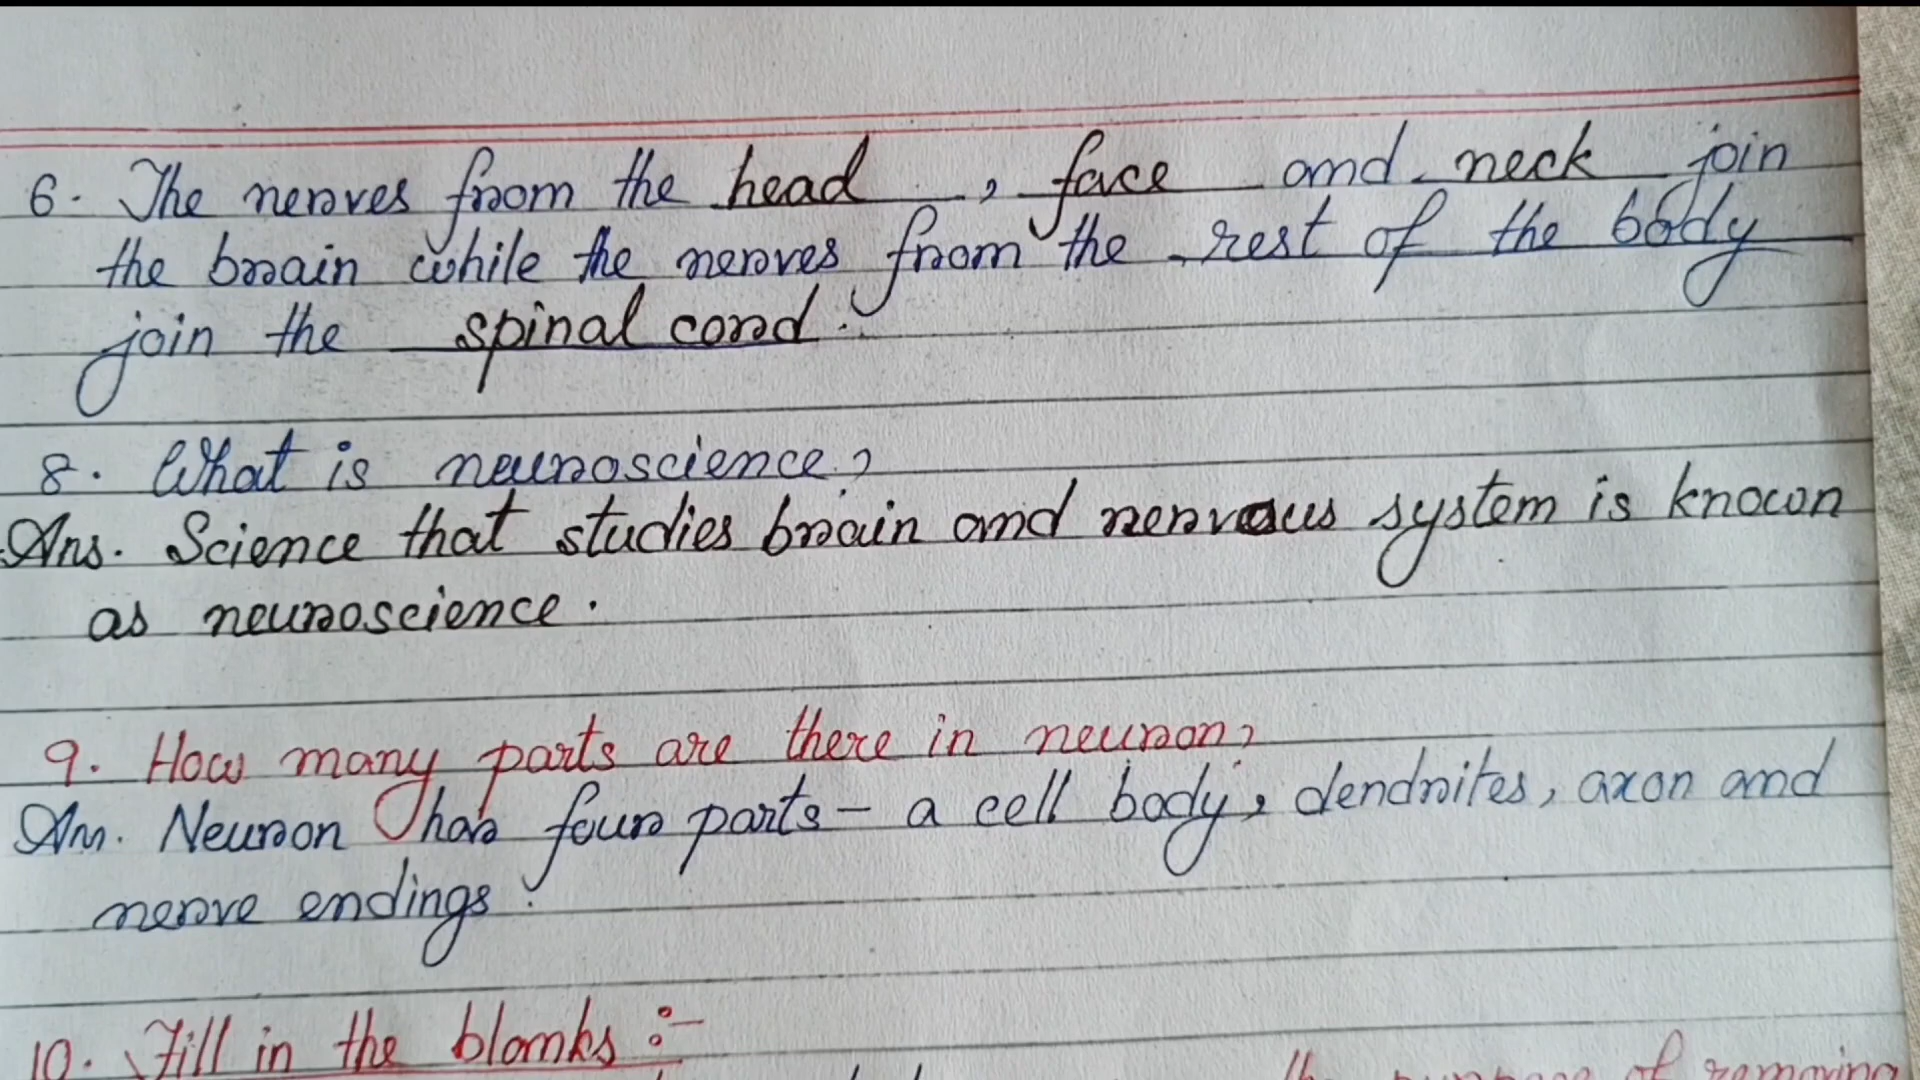 6. The nerves from the head, face and neck join
the brain while the nerves from the rest of the body
join the spinal cord.
8. What is neuroscience?
Ans. Science that studies brain and nervous system is known
as neuroscience.
9. How many parts are there in neuron?
An. Neuron has four parts - a cell body, dendrites, axon and
nerve endings.
10. Fill in the blanks :-
of removing